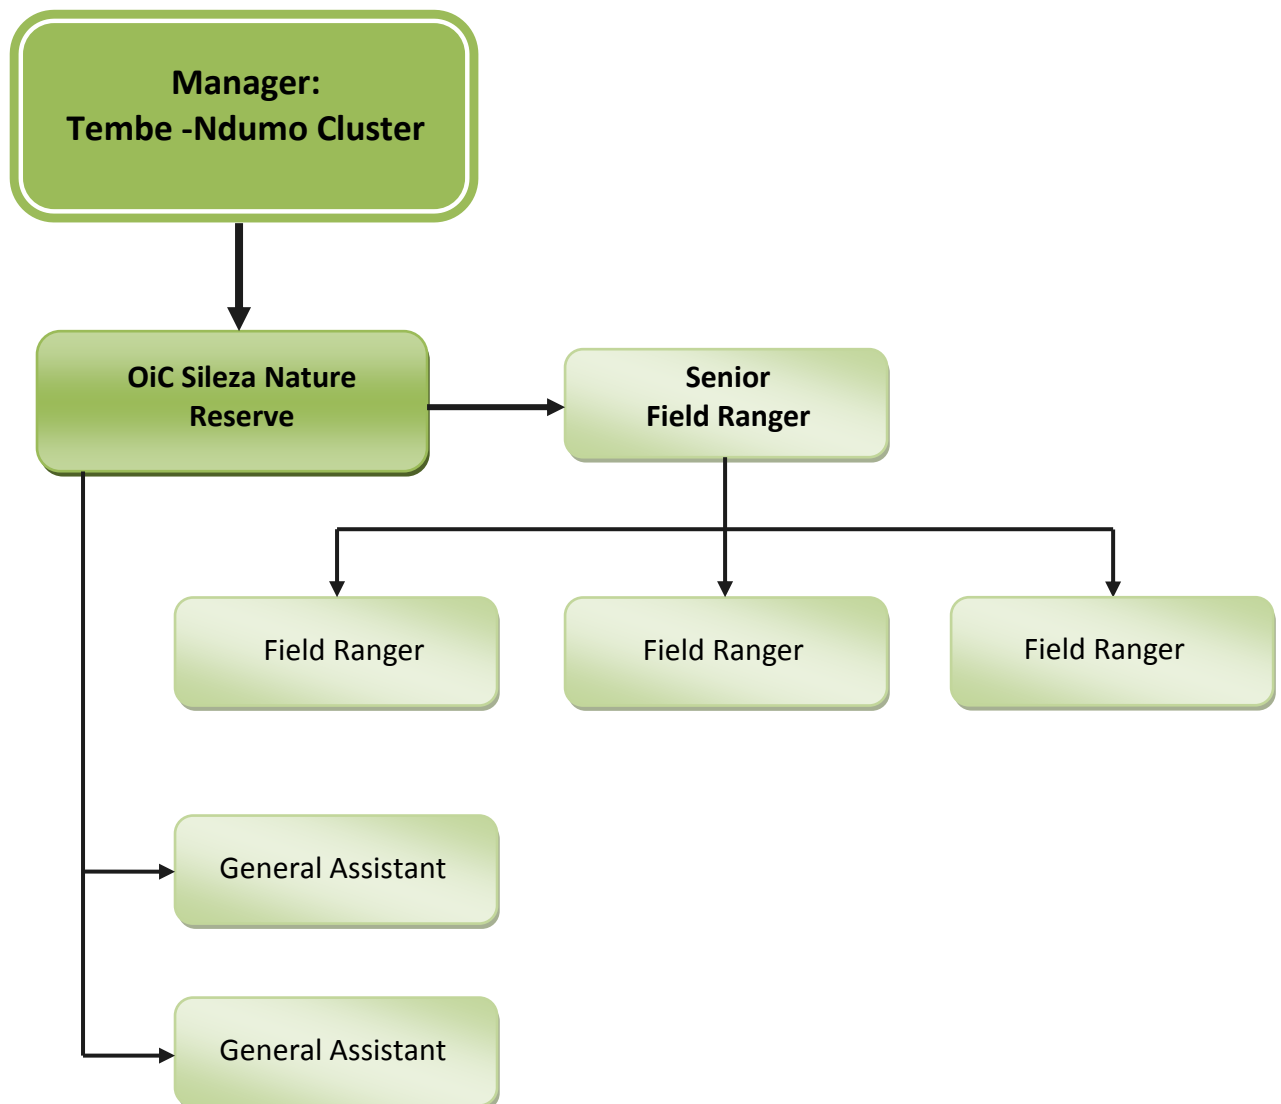 Manager:
Tembe -Ndumo Cluster
OiC Sileza Nature
Reserve
Senior
Field Ranger
Field Ranger
Field Ranger
Field Ranger
General Assistant
General Assistant